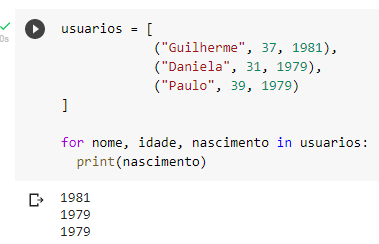 0s
usuarios = [
("Guilherme", 37, 1981),
("Daniela", 31, 1979),
("Paulo", 39, 1979)
]
for nome, idade, nascimento in usuarios:
print(nascimento)
1981
1979
1979